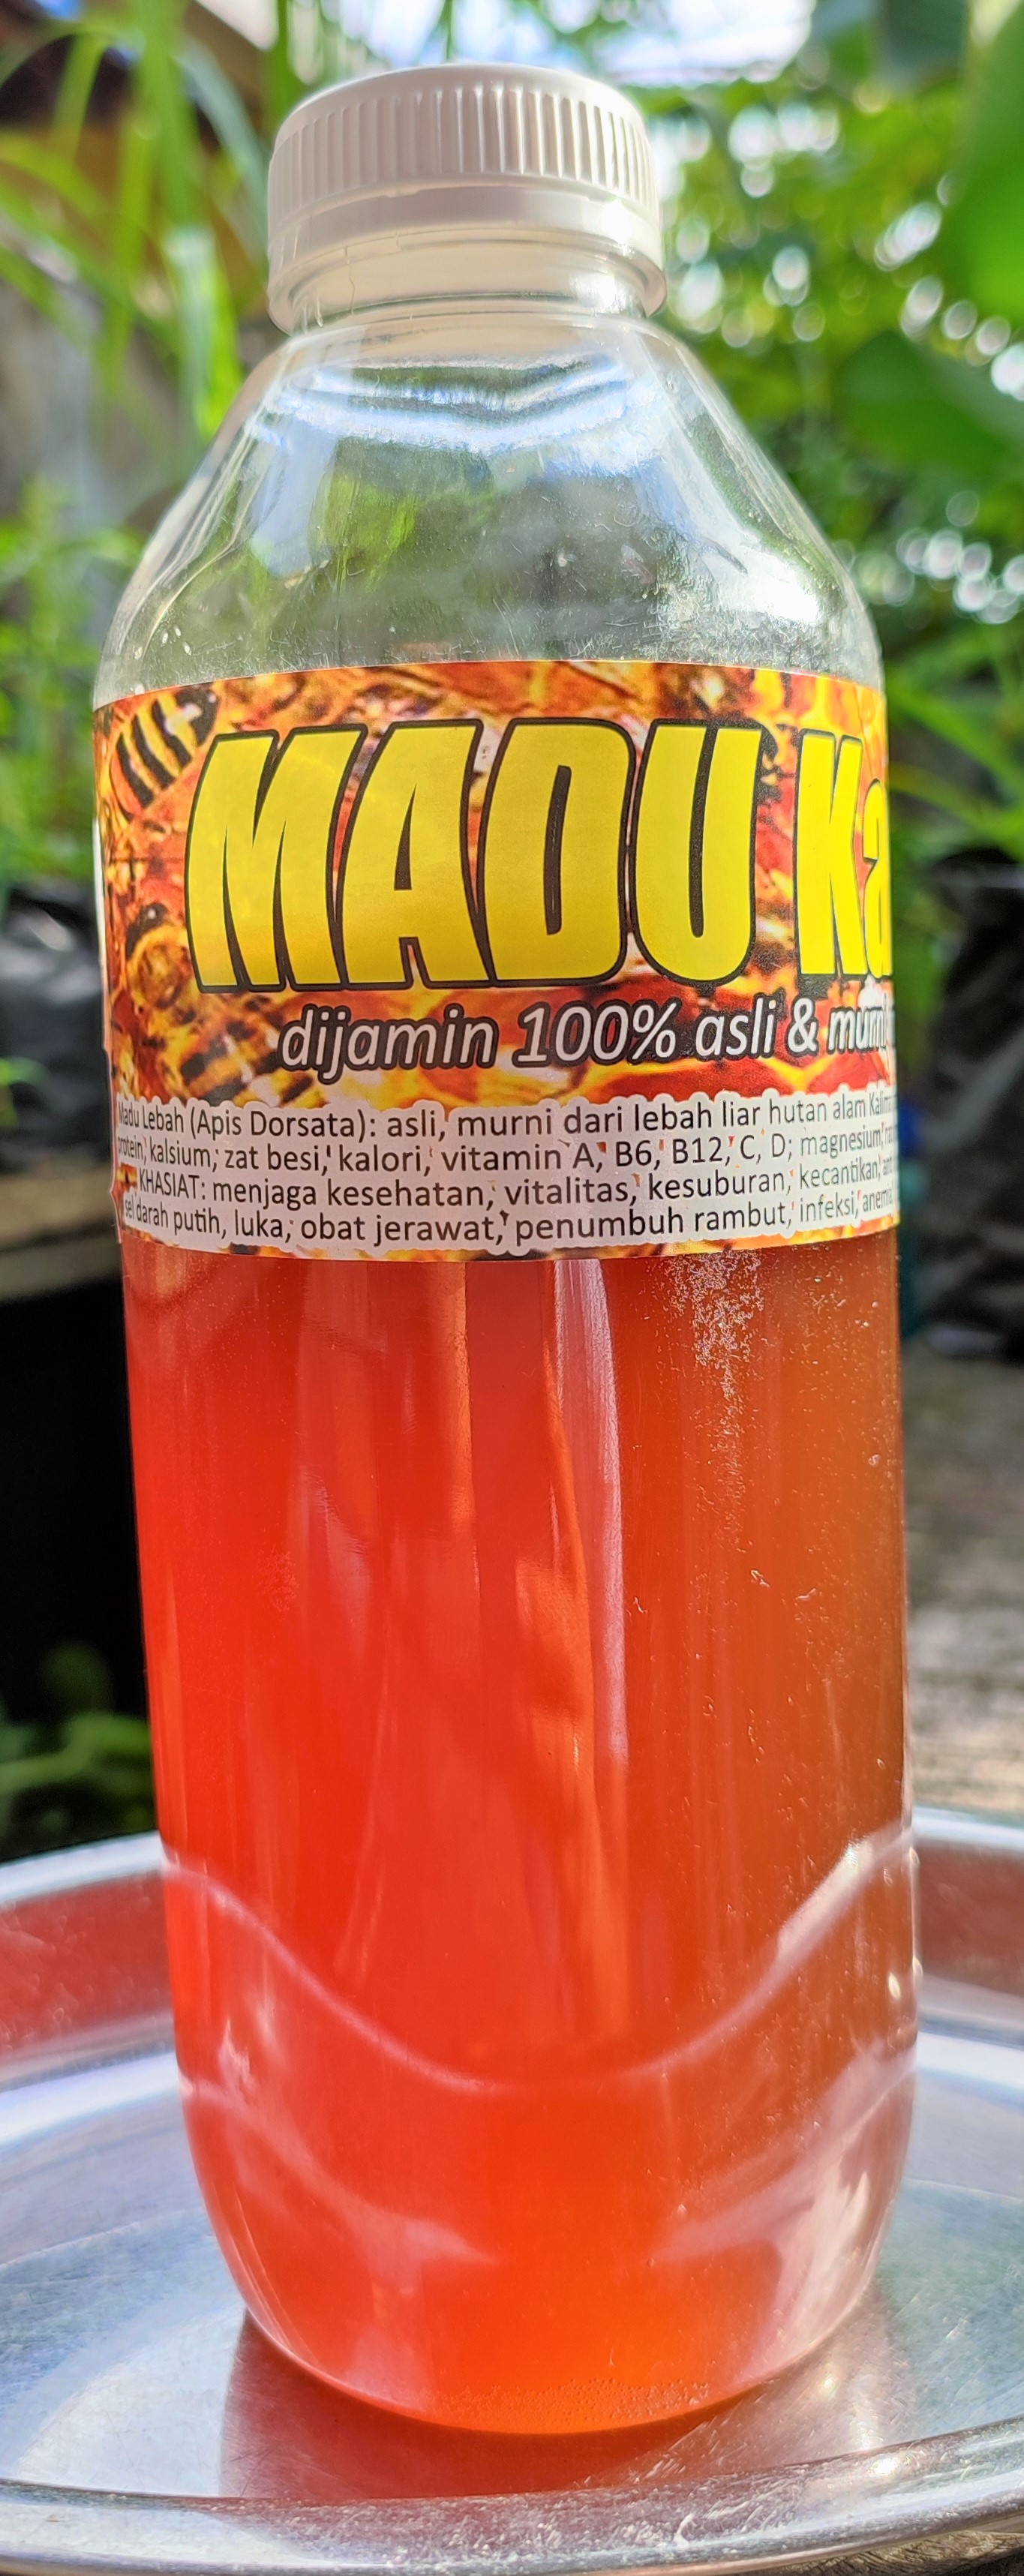 MADU Ka
dijamin 100% asli & murni
Madu Lebah (Apis Dorsata): asli, murni dari lebah liar hutan alam
protein, kalsium, zat besi, kalori, vitamin A, B6, B12, C, D; magnesium,
KHASIAT: menjaga kesehatan, vitalitas, kesuburan, kecantikan,
sel darah putih, luka, obat jerawat, penumbuh rambut, infeksi,